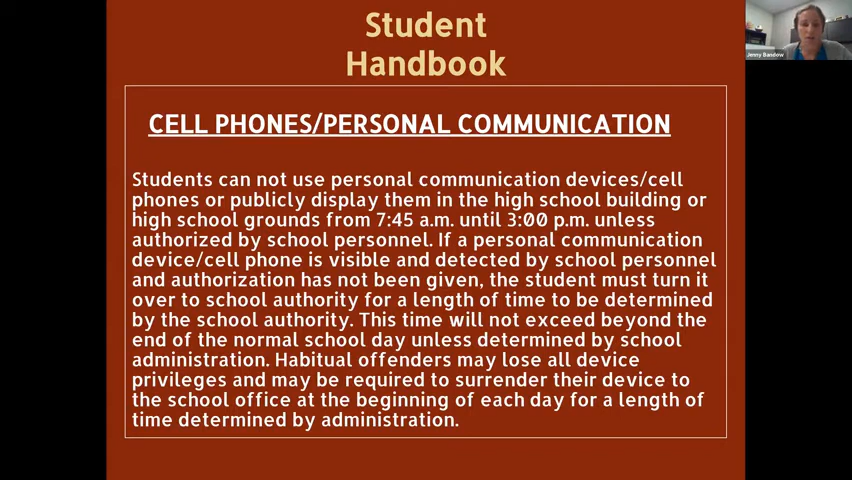 Student
Handbook
Jenny Bandow
CELL PHONES/PERSONAL COMMUNICATION
Students can not use personal communication devices/cell
phones or publicly display them in the high school building or
high school grounds from 7:45 a.m. until 3:00 p.m. unless
authorized by school personnel. If a personal communication
device/cell phone is visible and detected by school personnel
and authorization has not been given, the student must turn it
over to school authority for a length of time to be determined
by the school authority. This time will not exceed beyond the
end of the normal school day unless determined by school
administration. Habitual offenders may lose all device
privileges and may be required to surrender their device to
the school office at the beginning of each day for a length of
time determined by administration.